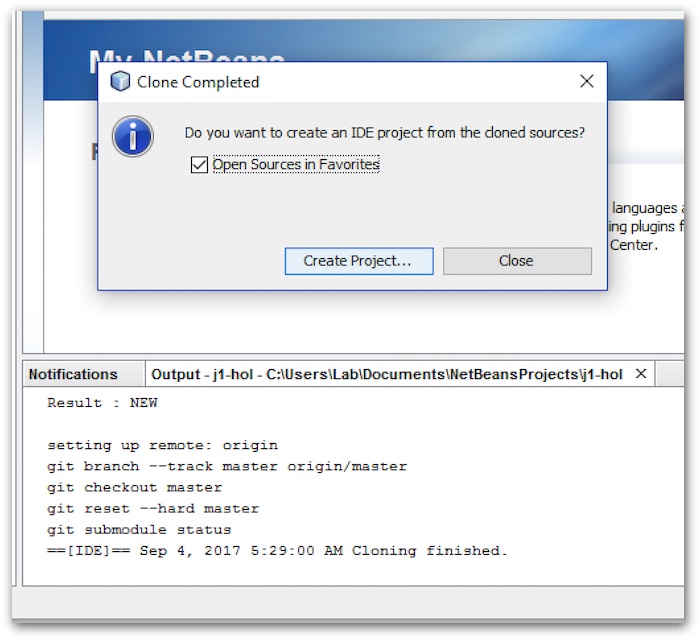 My NetBeans
Clone Completed
Do you want to create an IDE project from the cloned sources?
Open Sources in Favorites
languages
ing plugins
Center.
Create Project...
Close
Notifications
Output - j1-hol - C:\Users\Lab\Documents\NetBeansProjects\j1-hol
Result : NEW
setting up remote: origin
git branch --track master origin/master
git checkout master
git reset --hard master
git submodule status
==[IDE]== Sep 4, 2017 5:29:00 AM Cloning finished.